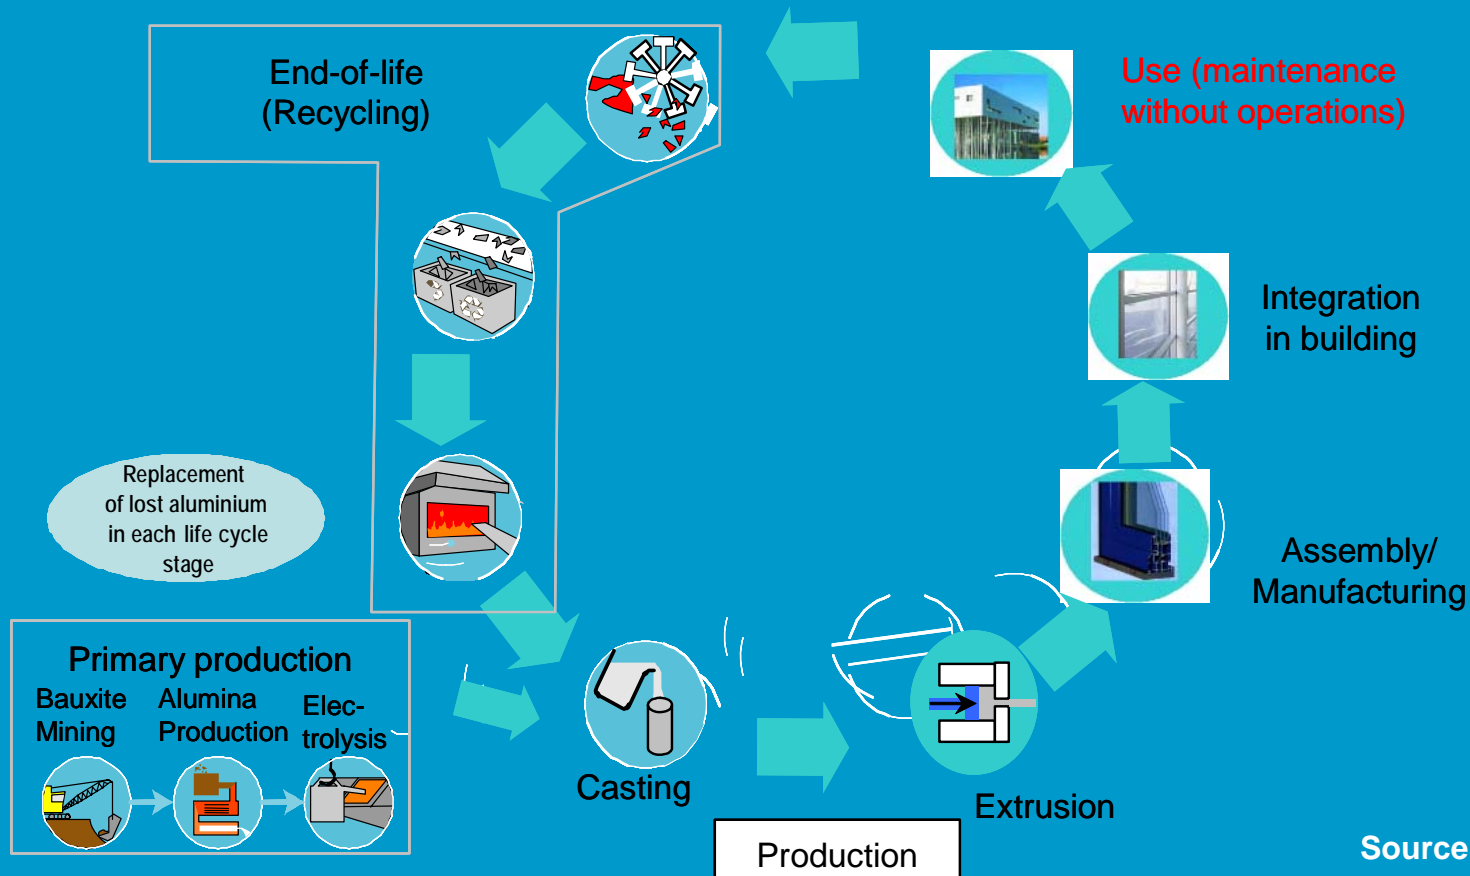 End-of-life
(Recycling)
Use (maintenance
without operations)
Integration
in building
Replacement
of lost aluminium
in each life cycle
stage
Assembly/
Manufacturing
Primary production
Bauxite
Mining
Alumina
Production
Elec-
trolysis
Casting
Extrusion
Production
Source